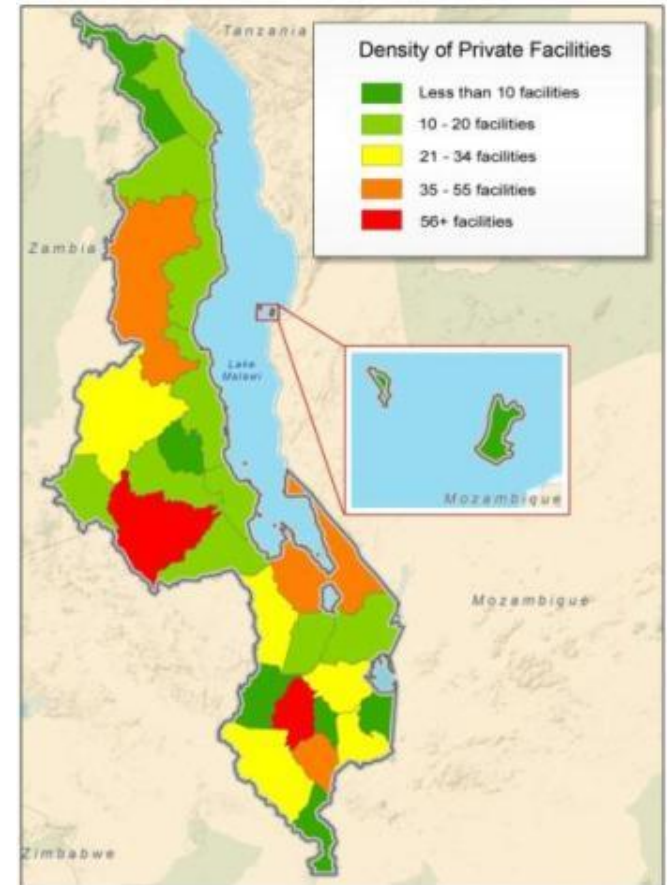 Tanzania
Density of Private Facilities
Less than 10 facilities
10 - 20 facilities
21 - 34 facilities
35 - 55 facilities
56+ facilities
Zambia
Lake
Malawi
Mozambique
Mozambique
Zimbabwe